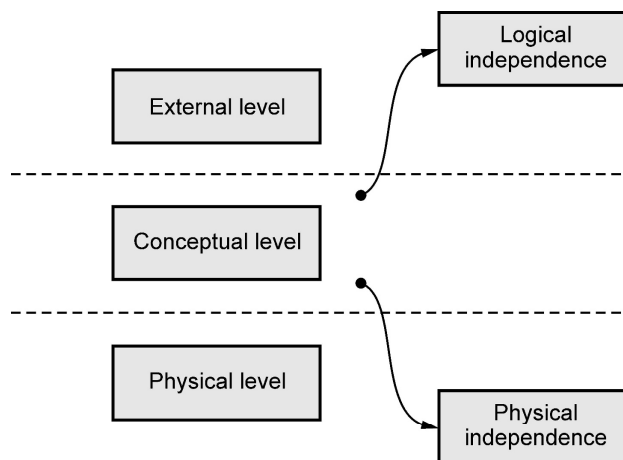 Logical
independence
External level
Conceptual level
Physical level
Physical
independence